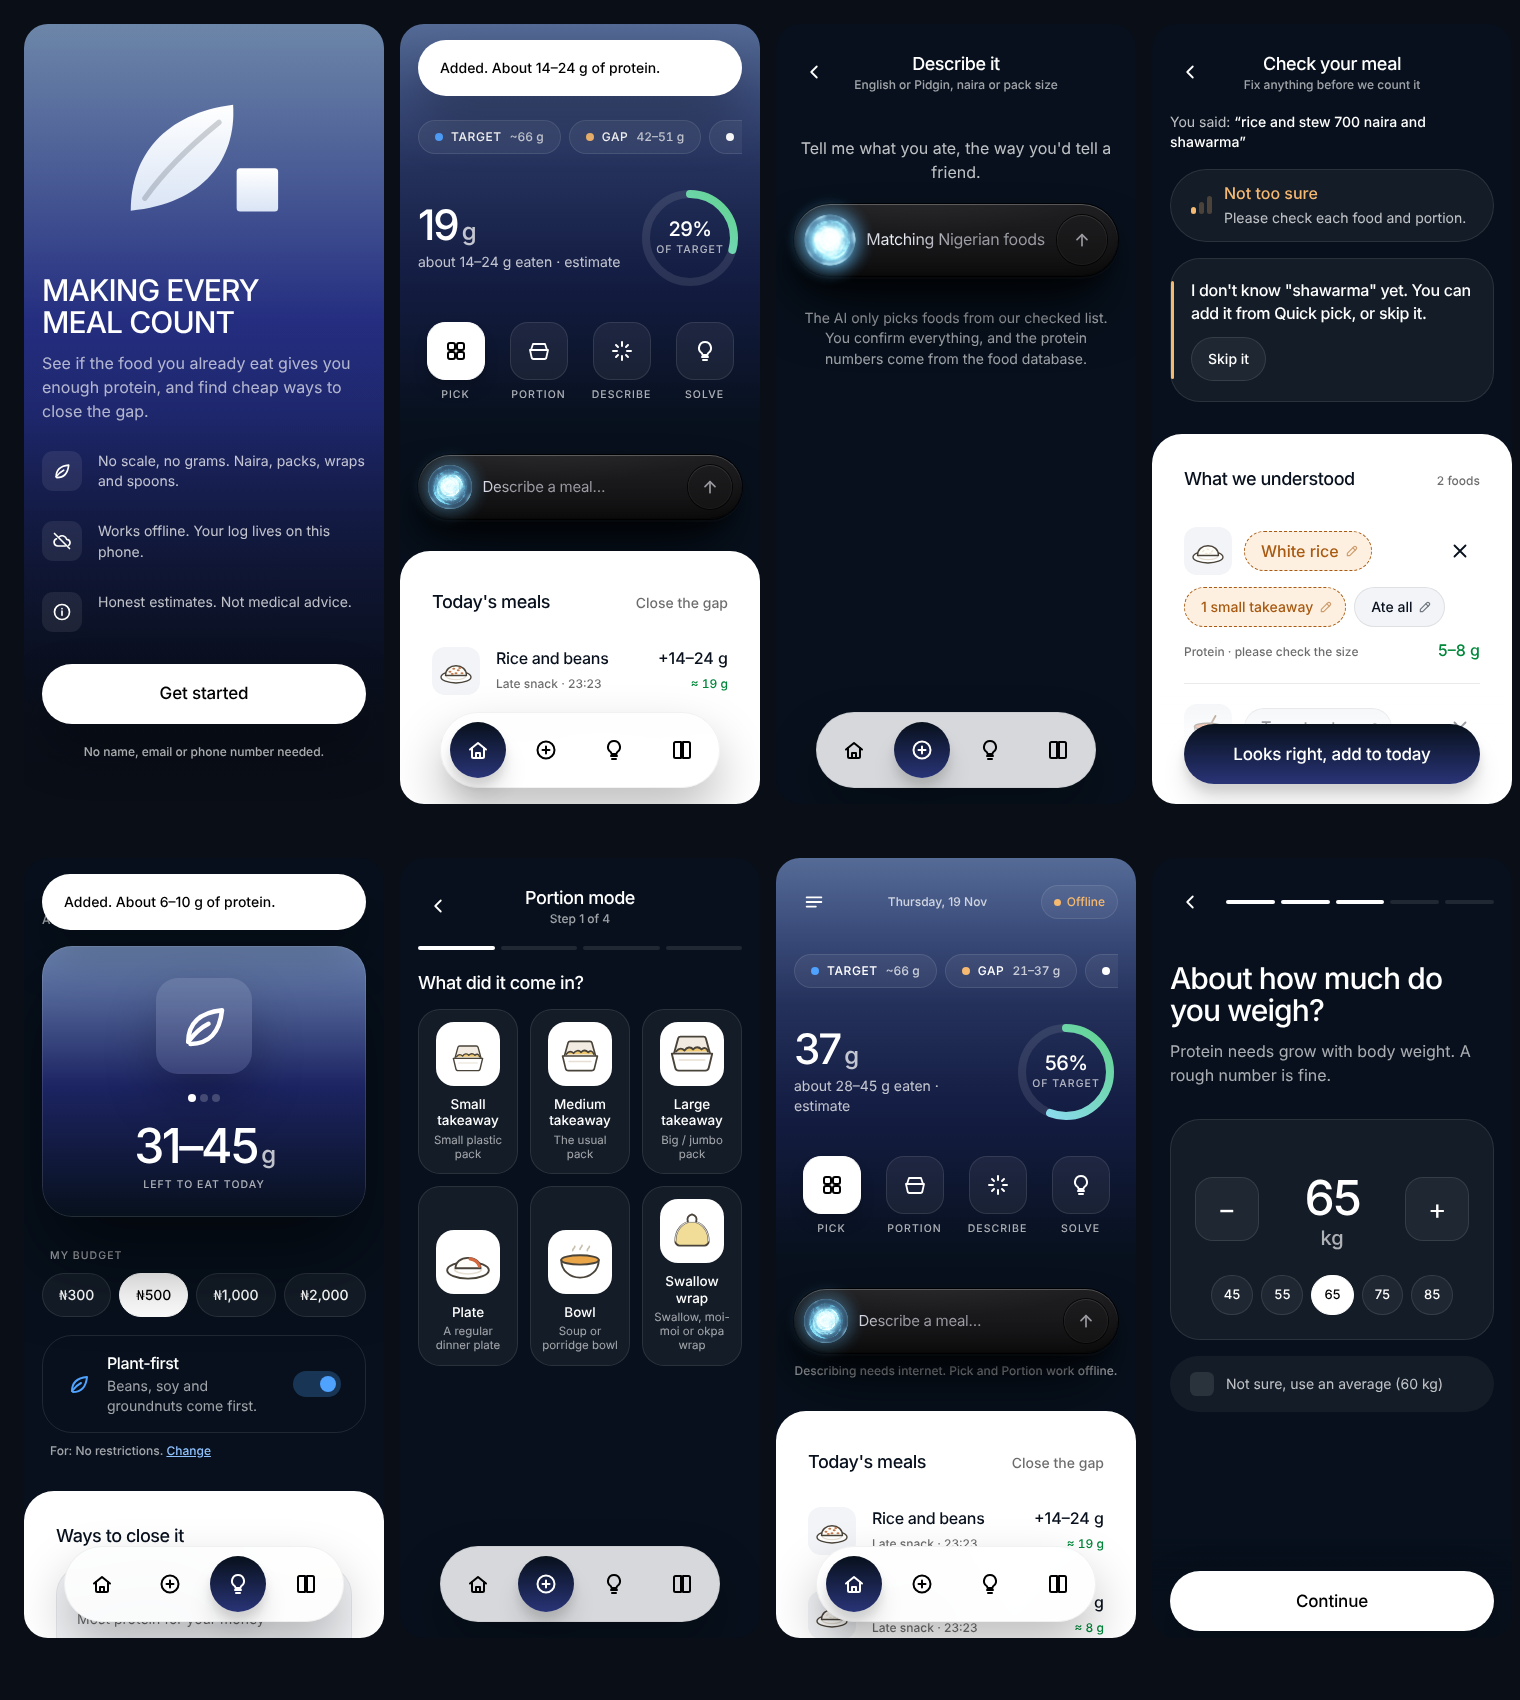 MAKING EVERY
MEAL COUNT
See if the food you already eat gives you
enough protein, and find cheap ways to
close the gap.
No scale, no grams. Naira, packs, wraps
and spoons.
Works offline. Your log lives on this
phone.
Honest estimates. Not medical advice.
Get started
No name, email or phone number needed.
Added. About 14–24 g of protein.
TARGET ~66 g
GAP 42–51 g
19 g
about 14–24 g eaten · estimate
29%
OF TARGET
PICK
PORTION
DESCRIBE
SOLVE
Describe a meal...
Today's meals
Close the gap
Rice and beans
+14–24 g
Late snack · 23:23
≈ 19 g
Describe it
English or Pidgin, naira or pack size
Tell me what you ate, the way you'd tell a
friend.
Matching Nigerian foods
The AI only picks foods from our checked list.
You confirm everything, and the protein
numbers come from the food database.
Check your meal
Fix anything before we count it
You said: “rice and stew 700 naira and
shawarma”
Not too sure
Please check each food and portion.
I don't know "shawarma" yet. You can
add it from Quick pick, or skip it.
Skip it
What we understood
2 foods
White rice
1 small takeaway
Ate all
Protein · please check the size
5–8 g
Looks right, add to today
Added. About 6–10 g of protein.
31–45 g
LEFT TO EAT TODAY
MY BUDGET
₦300
₦500
₦1,000
₦2,000
Plant-first
Beans, soy and
groundnuts come first.
For: No restrictions. Change
Ways to close it
Most protein for your money
Portion mode
Step 1 of 4
What did it come in?
Small
takeaway
Small plastic
pack
Medium
takeaway
The usual
pack
Large
takeaway
Big / jumbo
pack
Plate
A regular
dinner plate
Bowl
Soup or
porridge bowl
Swallow
wrap
Swallow, moi-
moi or okpa
wrap
Thursday, 19 Nov
Offline
TARGET ~66 g
GAP 21–37 g
37 g
about 28–45 g eaten ·
estimate
56%
OF TARGET
PICK
PORTION
DESCRIBE
SOLVE
Describe a meal...
Describing needs internet. Pick and Portion work offline.
Today's meals
Close the gap
Rice and beans
+14–24 g
Late snack · 23:23
≈ 19 g
g
Late snack · 23:23
≈ 8 g
About how much do
you weigh?
Protein needs grow with body weight. A
rough number is fine.
−
65
kg
+
45
55
65
75
85
Not sure, use an average (60 kg)
Continue